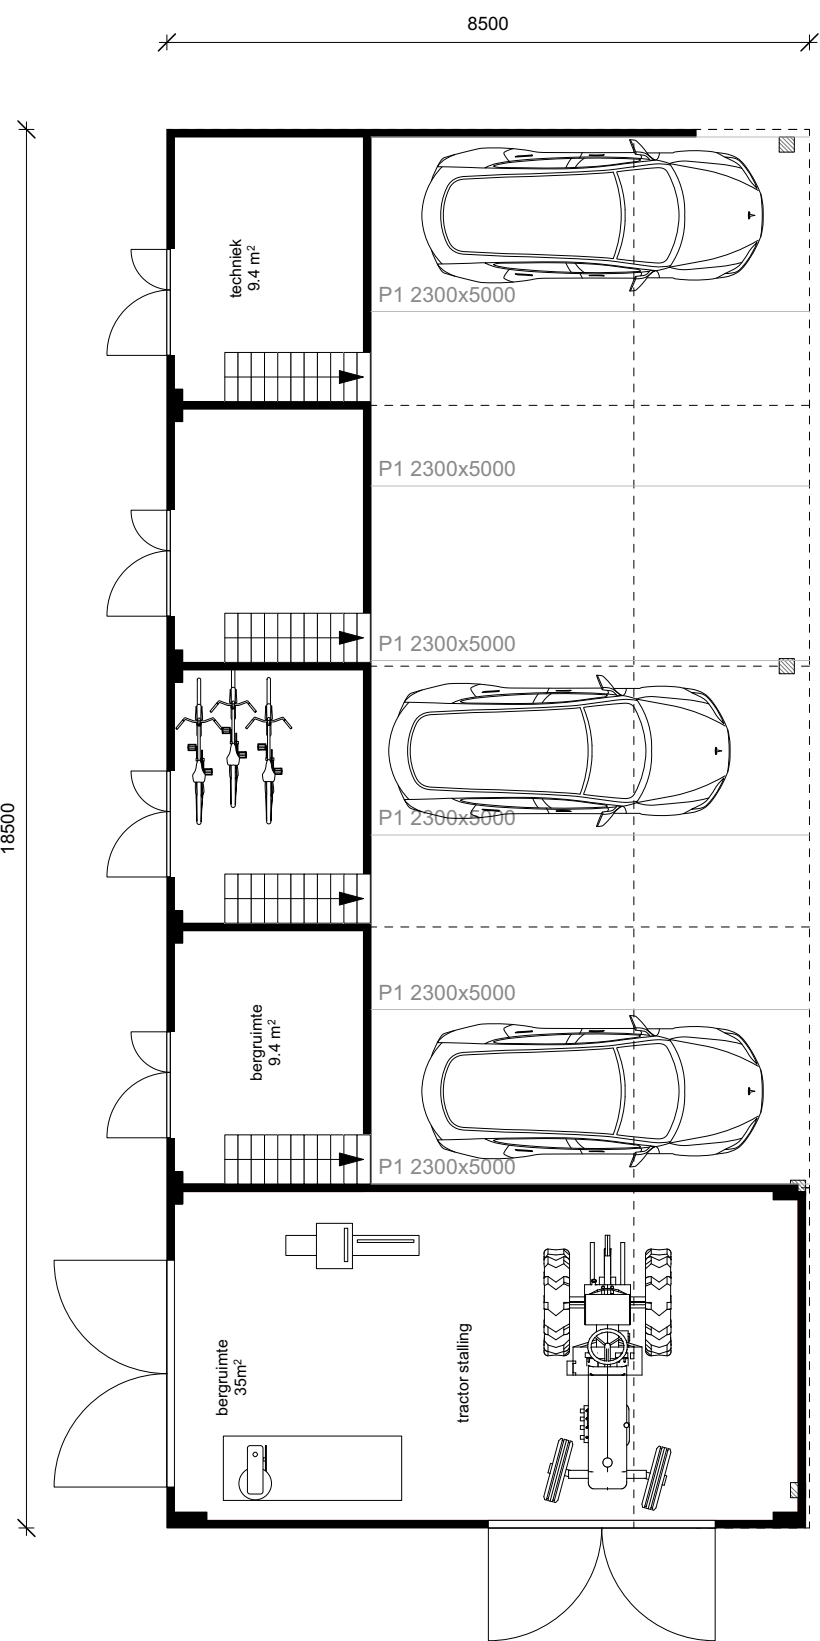 8500
18500
techniek
9.4 m²
P1 2300x5000
P1 2300x5000
P1 2300x5000
P1 2300x5000
bergruimte
9.4 m²
P1 2300x5000
P1 2300x5000
bergruimte
35m²
tractor stalling